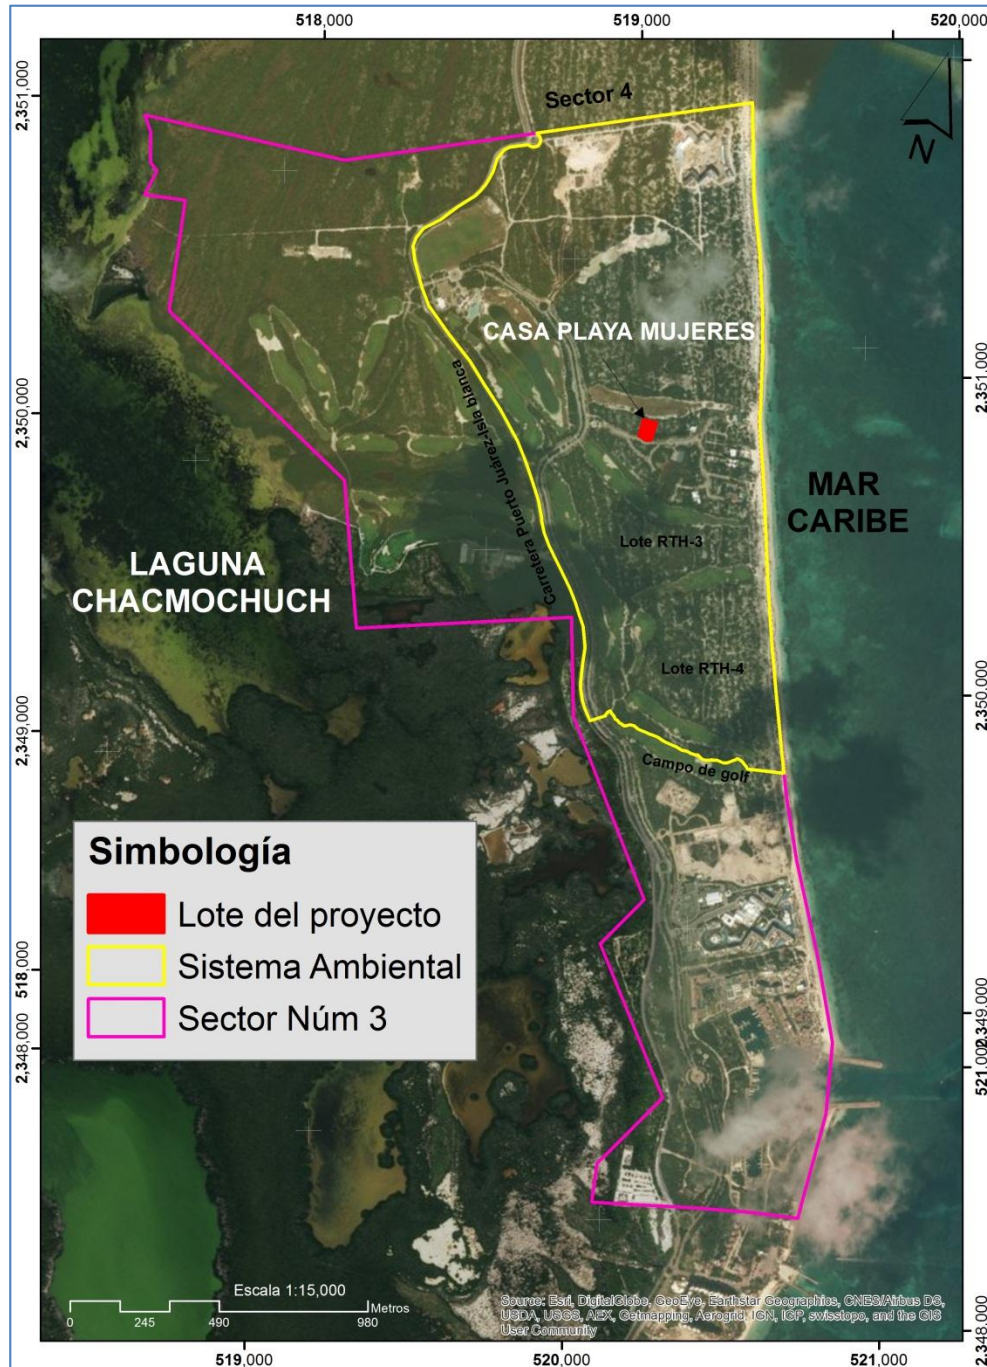 518,000
519,000
520,000
2,351,000
Sector 4
N
CASA PLAYA MUJERES
Carretera Puerto Juárez-Isla blanca
2,351,000
2,350,000
MAR
CARIBE
Lote RTH-3
LAGUNA
CHACMOCHUCH
Lote RTH-4
2,350,000
2,349,000
Campo de golf
Simbología
Lote del proyecto
Sistema Ambiental
Sector Núm 3
518,000
2,348,000
2,349,000
521,000
Escala 1:15,000
Metros
0 245 490 980
Source: Esri, DigitalGlobe, GeoEye, Earthstar Geographics, CNES/Airbus DS,
USDA, USGS, AEX, Getmapping, Aerogrid, IGN, IGP, swisstopo, and the GIS
User Community
2,348,000
519,000
520,000
521,000